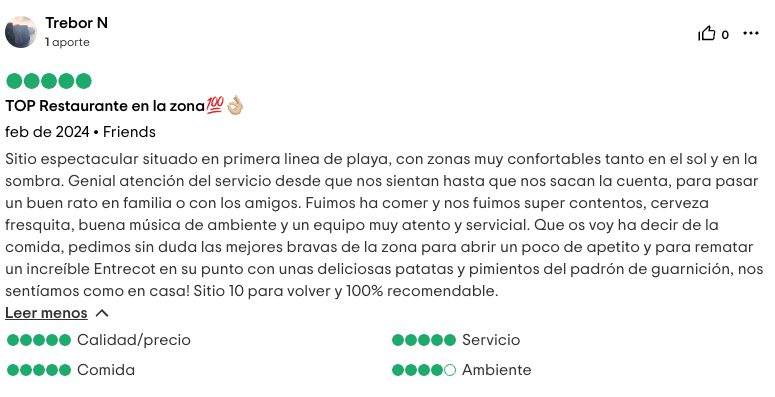 Trebor N
1 aporte
0
TOP Restaurante en la zona💯👌🏼
feb de 2024 • Friends
Sitio espectacular situado en primera linea de playa, con zonas muy confortables tanto en el sol y en la
sombra. Genial atención del servicio desde que nos sientan hasta que nos sacan la cuenta, para pasar
un buen rato en familia o con los amigos. Fuimos ha comer y nos fuimos super contentos, cerveza
fresquita, buena música de ambiente y un equipo muy atento y servicial. Que os voy ha decir de la
comida, pedimos sin duda las mejores bravas de la zona para abrir un poco de apetito y para rematar
un increíble Entrecot en su punto con unas deliciosas patatas y pimientos del padrón de guarnición, nos
sentíamos como en casa! Sitio 10 para volver y 100% recomendable.
Leer menos
Calidad/precio
Servicio
Comida
Ambiente